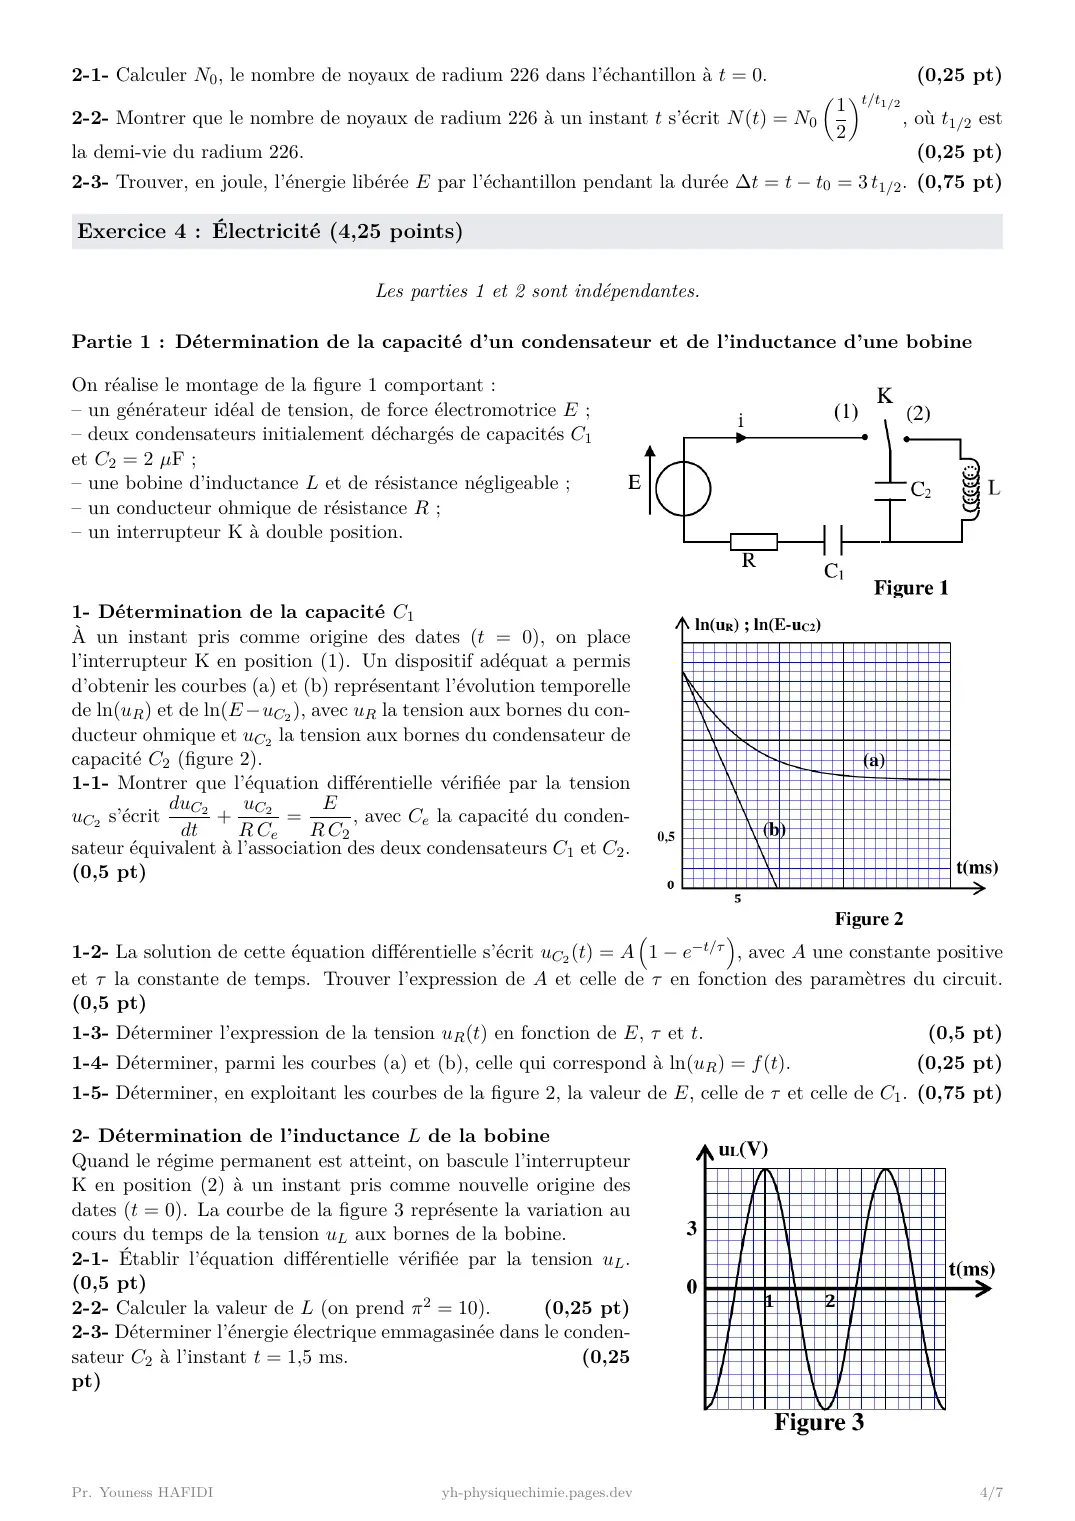 2-1- Calculer N₀, le nombre de noyaux de radium 226 dans l'échantillon à t = 0. (0,25 pt)
2-2- Montrer que le nombre de noyaux de radium 226 à un instant t s'écrit N(t) = N₀ (1/2)^(t/t₁/₂), où t₁/₂ est
la demi-vie du radium 226. (0,25 pt)
2-3- Trouver, en joule, l'énergie libérée E par l'échantillon pendant la durée Δt = t − t₀ = 3 t₁/₂. (0,75 pt)
Exercice 4 : Électricité (4,25 points)
Les parties 1 et 2 sont indépendantes.
Partie 1 : Détermination de la capacité d'un condensateur et de l'inductance d'une bobine
On réalise le montage de la figure 1 comportant :
– un générateur idéal de tension, de force électromotrice E ;
– deux condensateurs initialement déchargés de capacités C₁
et C₂ = 2 μF ;
– une bobine d'inductance L et de résistance négligeable ;
– un conducteur ohmique de résistance R ;
– un interrupteur K à double position.
K
i
(1)
(2)
E
C₂
L
R
C₁
Figure 1
1- Détermination de la capacité C₁
À un instant pris comme origine des dates (t = 0), on place
l'interrupteur K en position (1). Un dispositif adéquat a permis
d'obtenir les courbes (a) et (b) représentant l'évolution temporelle
de ln(u_R) et de ln(E−u_C₂), avec u_R la tension aux bornes du con-
ducteur ohmique et u_C₂ la tension aux bornes du condensateur de
capacité C₂ (figure 2).
1-1- Montrer que l'équation différentielle vérifiée par la tension
u_C₂ s'écrit du_C₂/dt + u_C₂/(R C_e) = E/(R C₂), avec C_e la capacité du conden-
sateur équivalent à l'association des deux condensateurs C₁ et C₂.
(0,5 pt)
ln(u_R) ; ln(E-u_C2)
(a)
(b)
0,5
0
5
t(ms)
Figure 2
1-2- La solution de cette équation différentielle s'écrit u_C₂(t) = A(1 − e^(−t/τ)), avec A une constante positive
et τ la constante de temps. Trouver l'expression de A et celle de τ en fonction des paramètres du circuit.
(0,5 pt)
1-3- Déterminer l'expression de la tension u_R(t) en fonction de E, τ et t. (0,5 pt)
1-4- Déterminer, parmi les courbes (a) et (b), celle qui correspond à ln(u_R) = f(t). (0,25 pt)
1-5- Déterminer, en exploitant les courbes de la figure 2, la valeur de E, celle de τ et celle de C₁. (0,75 pt)
2- Détermination de l'inductance L de la bobine
Quand le régime permanent est atteint, on bascule l'interrupteur
K en position (2) à un instant pris comme nouvelle origine des
dates (t = 0). La courbe de la figure 3 représente la variation au
cours du temps de la tension u_L aux bornes de la bobine.
2-1- Établir l'équation différentielle vérifiée par la tension u_L.
(0,5 pt)
2-2- Calculer la valeur de L (on prend π² = 10). (0,25 pt)
2-3- Déterminer l'énergie électrique emmagasinée dans le conden-
sateur C₂ à l'instant t = 1,5 ms. (0,25
pt)
u_L(V)
3
0
1
2
t(ms)
Figure 3
Pr. Youness HAFIDI
yh-physiquechimie.pages.dev
4/7